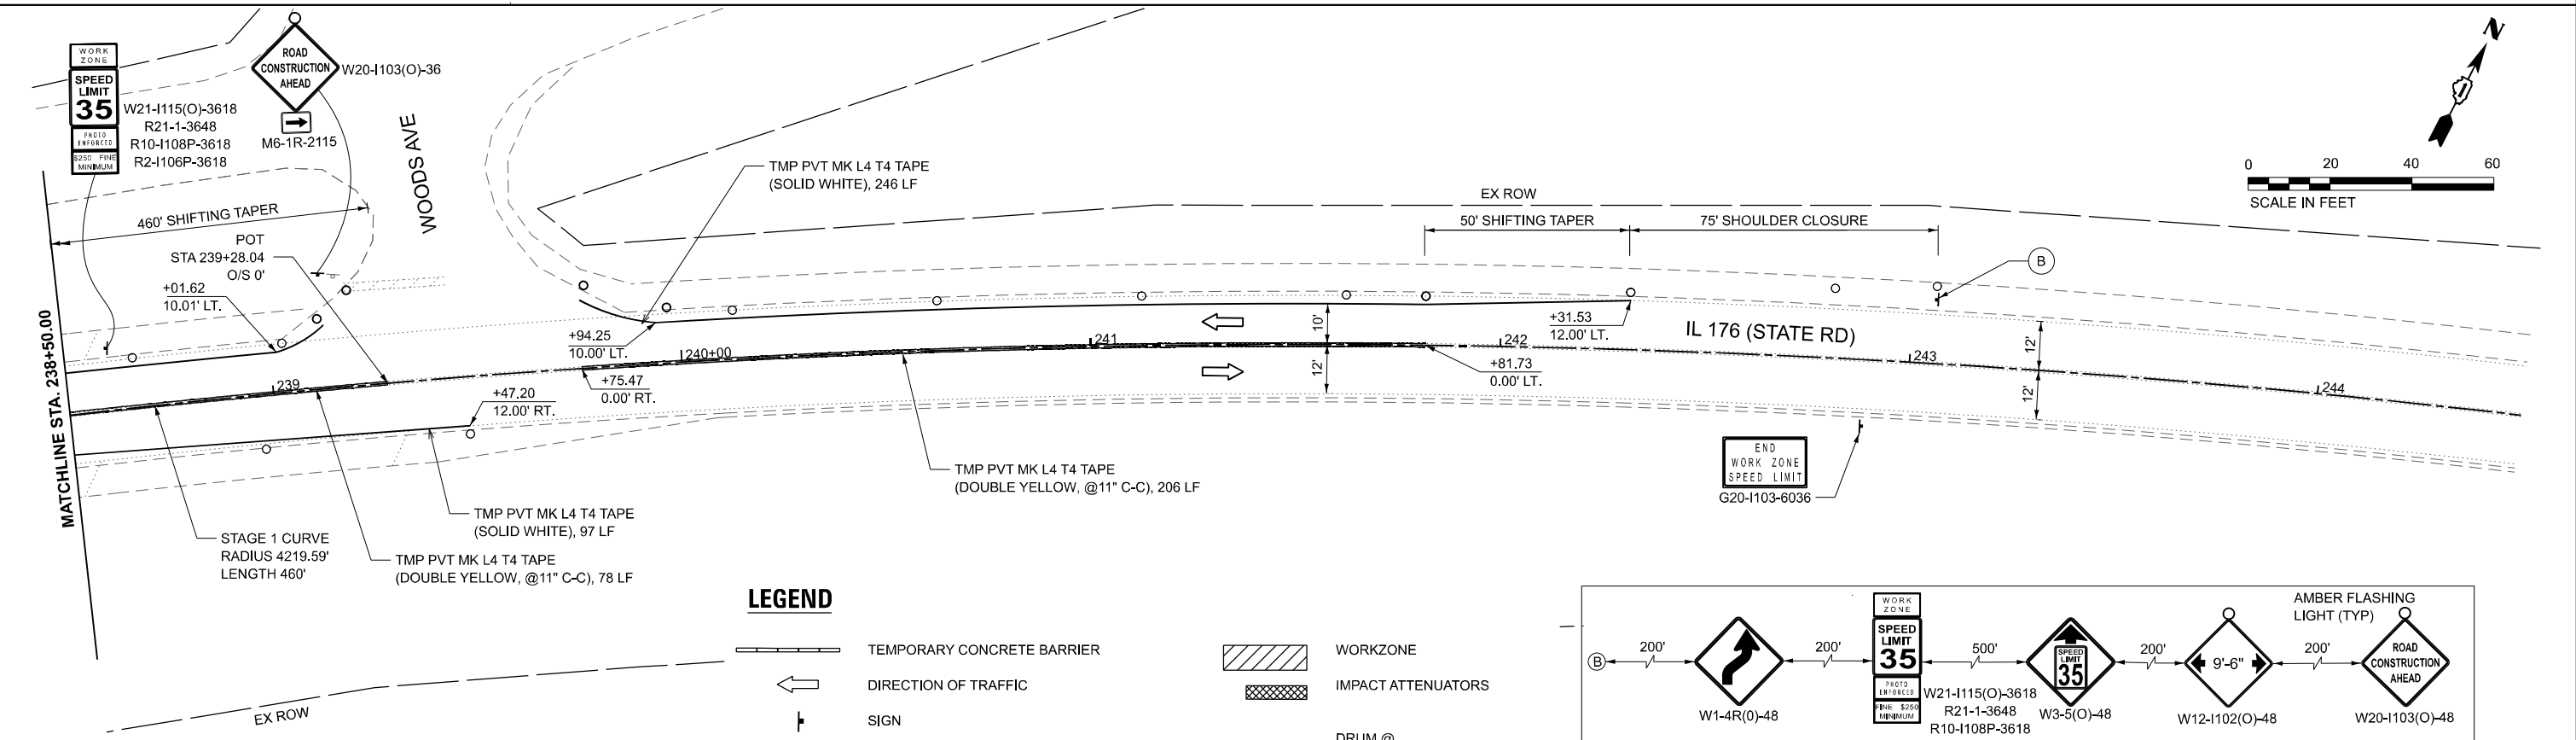 WORK
ZONE
SPEED
LIMIT
35
PHOTO
ENFORCED
$250 FINE
MINIMUM
W21-I115(O)-3618
R21-1-3648
R10-I108P-3618
R2-I106P-3618
ROAD
CONSTRUCTION
AHEAD
W20-I103(O)-36
M6-1R-2115
WOODS AVE
TMP PVT MK L4 T4 TAPE
(SOLID WHITE), 246 LF
EX ROW
N
0 20 40 60
SCALE IN FEET
460' SHIFTING TAPER
50' SHIFTING TAPER
75' SHOULDER CLOSURE
POT
STA 239+28.04
O/S 0'
B
+01.62
10.01' LT.
MATCHLINE STA. 238+50.00
+94.25
10.00' LT.
10'
+31.53
12.00' LT.
IL 176 (STATE RD)
239
240+00
241
242
243
244
+75.47
0.00' RT.
12'
+81.73
0.00' LT.
12'
12'
+47.20
12.00' RT.
END
WORK ZONE
SPEED LIMIT
G20-I103-6036
TMP PVT MK L4 T4 TAPE
(DOUBLE YELLOW, @11" C-C), 206 LF
TMP PVT MK L4 T4 TAPE
(SOLID WHITE), 97 LF
STAGE 1 CURVE
RADIUS 4219.59'
LENGTH 460'
TMP PVT MK L4 T4 TAPE
(DOUBLE YELLOW, @11" C-C), 78 LF
EX ROW
LEGEND
TEMPORARY CONCRETE BARRIER
DIRECTION OF TRAFFIC
SIGN
WORKZONE
IMPACT ATTENUATORS
DRUM @
B
200'
W1-4R(0)-48
200'
WORK
ZONE
SPEED
LIMIT
35
PHOTO
ENFORCED
FINE $250
MINIMUM
W21-I115(O)-3618
R21-1-3648
R10-I108P-3618
500'
SPEED
LIMIT
35
W3-5(O)-48
200'
9'-6"
W12-I102(O)-48
200'
AMBER FLASHING
LIGHT (TYP)
ROAD
CONSTRUCTION
AHEAD
W20-I103(O)-48